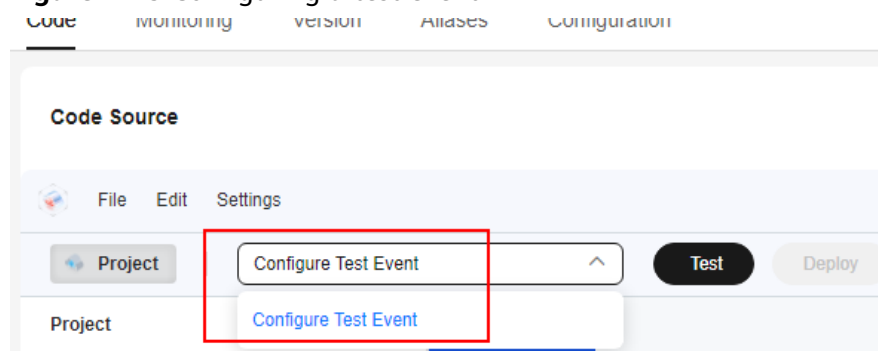 Code Monitoring Version Aliases Configuration
Code Source
File Edit Settings
Project Configure Test Event Test Deploy
Project Configure Test Event